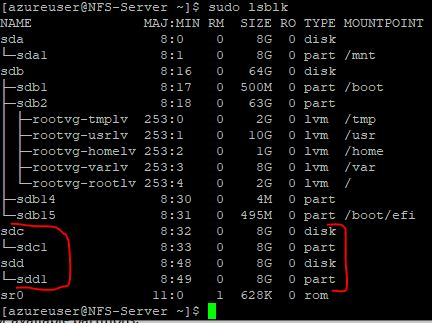 [azureuser@NFS-Server ~]$ sudo lsblk
NAME              MAJ:MIN RM  SIZE RO TYPE MOUNTPOINT
sda                 8:0    0    8G  0 disk
└─sda1              8:1    0    8G  0 part /mnt
sdb                 8:16   0   64G  0 disk
├─sdb1              8:17   0  500M  0 part /boot
├─sdb2              8:18   0   63G  0 part
│ ├─rootvg-tmplv  253:0    0    2G  0 lvm  /tmp
│ ├─rootvg-usrlv  253:1    0   10G  0 lvm  /usr
│ ├─rootvg-homelv 253:2    0    1G  0 lvm  /home
│ ├─rootvg-varlv  253:3    0    8G  0 lvm  /var
│ └─rootvg-rootlv 253:4    0    2G  0 lvm  /
├─sdb14             8:30   0    4M  0 part
└─sdb15             8:31   0  495M  0 part /boot/efi
sdc                 8:32   0    8G  0 disk
└─sdc1              8:33   0    8G  0 part
sdd                 8:48   0    8G  0 disk
└─sdd1              8:49   0    8G  0 part
sr0                11:0    1  628K  0 rom
[azureuser@NFS-Server ~]$